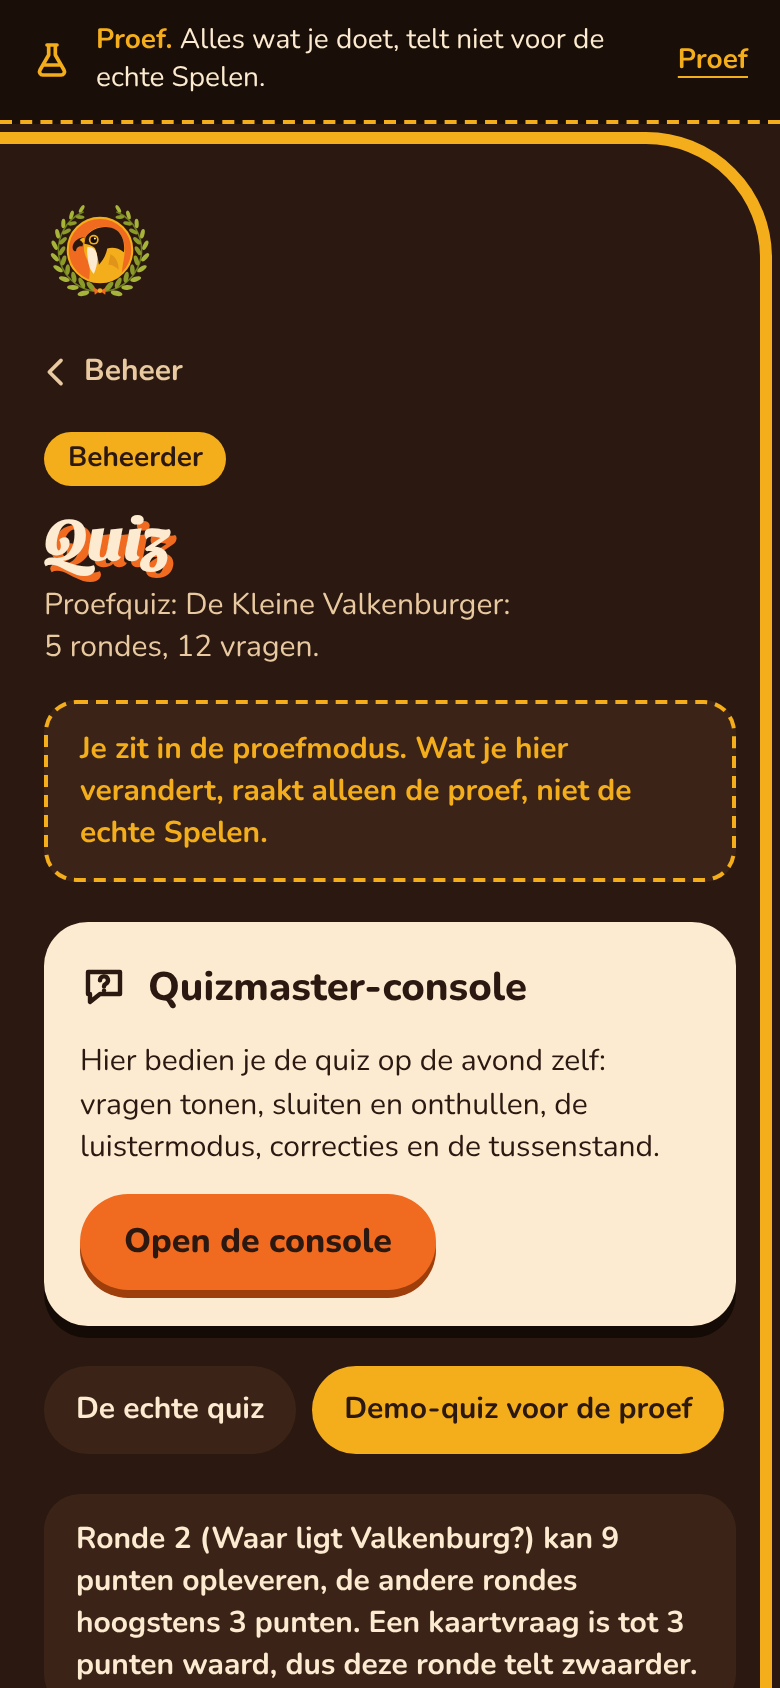 Proef. Alles wat je doet, telt niet voor de
echte Spelen.
Proef
Beheer
Beheerder
Quiz
Proefquiz: De Kleine Valkenburger:
5 rondes, 12 vragen.
Je zit in de proefmodus. Wat je hier
verandert, raakt alleen de proef, niet de
echte Spelen.
Quizmaster-console
Hier bedien je de quiz op de avond zelf:
vragen tonen, sluiten en onthullen, de
luistermodus, correcties en de tussenstand.
Open de console
De echte quiz
Demo-quiz voor de proef
Ronde 2 (Waar ligt Valkenburg?) kan 9
punten opleveren, de andere rondes
hoogstens 3 punten. Een kaartvraag is tot 3
punten waard, dus deze ronde telt zwaarder.